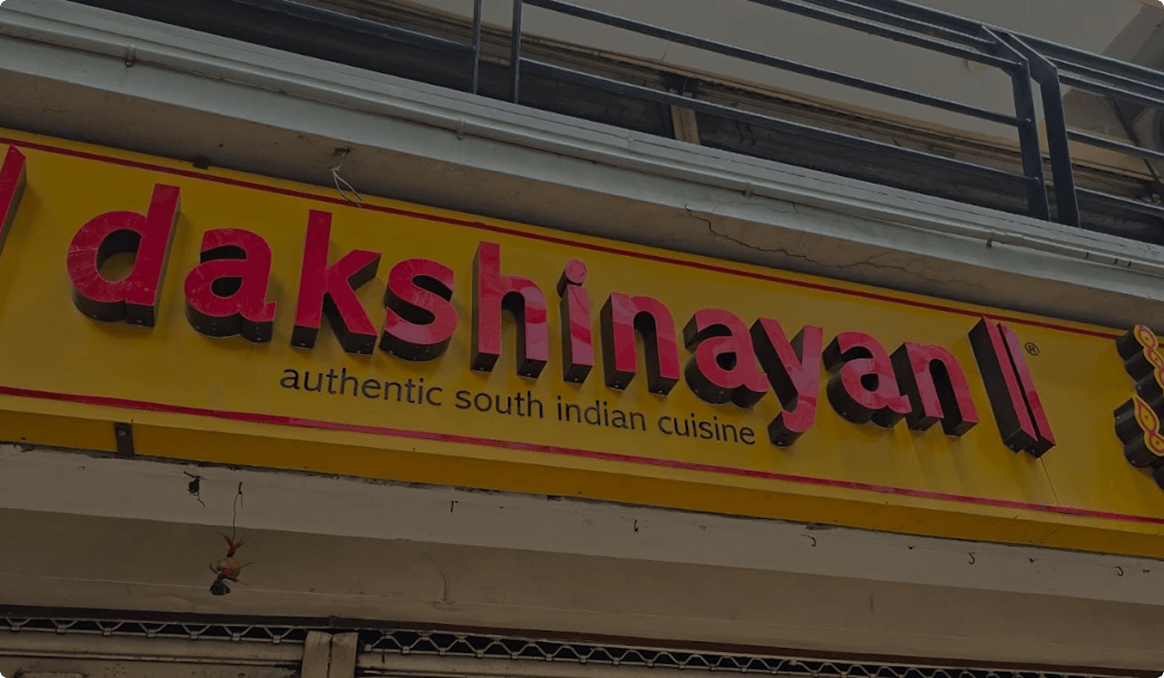 dakshinayan ||®
authentic south indian cuisine